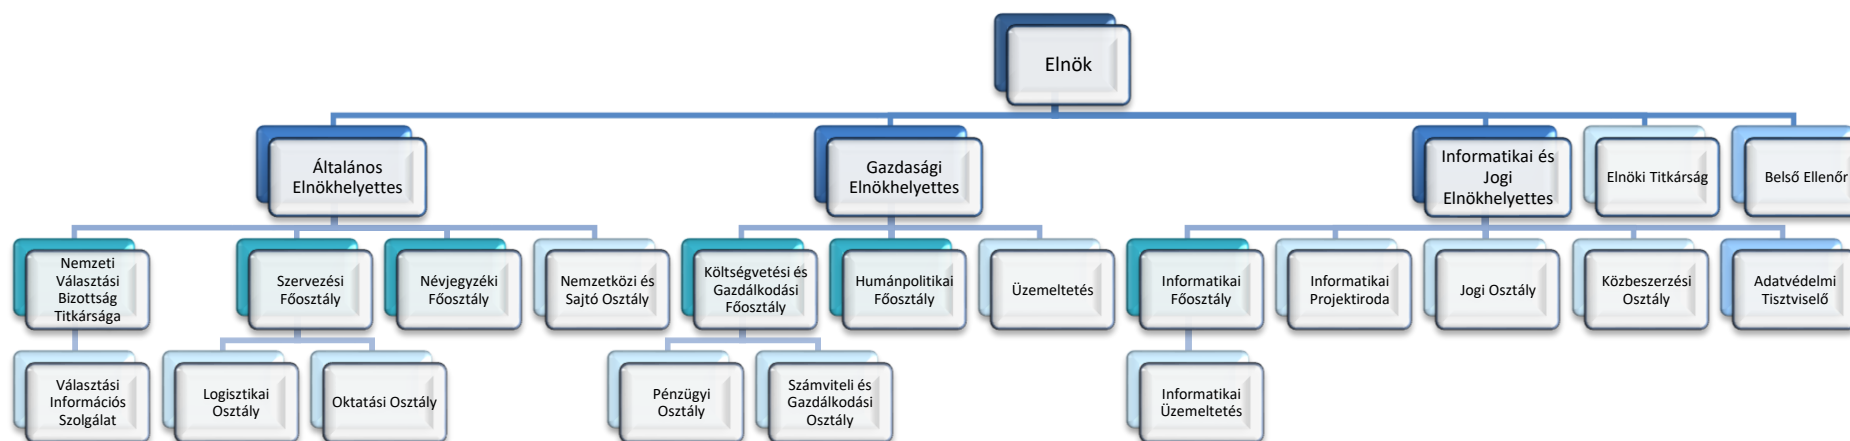 Elnök
Általános
Elnökhelyettes
Gazdasági
Elnökhelyettes
Informatikai és
Jogi
Elnökhelyettes
Elnöki Titkárság
Belső Ellenőr
Nemzeti
Választási
Bizottság
Titkársága
Szervezési
Főosztály
Névjegyzéki
Főosztály
Nemzetközi és
Sajtó Osztály
Költségvetési és
Gazdálkodási
Főosztály
Humánpolitikai
Főosztály
Üzemeltetés
Informatikai
Főosztály
Informatikai
Projektiroda
Jogi Osztály
Közbeszerzési
Osztály
Adatvédelmi
Tisztviselő
Választási
Információs
Szolgálat
Logisztikai
Osztály
Oktatási Osztály
Pénzügyi
Osztály
Számviteli és
Gazdálkodási
Osztály
Informatikai
Üzemeltetés